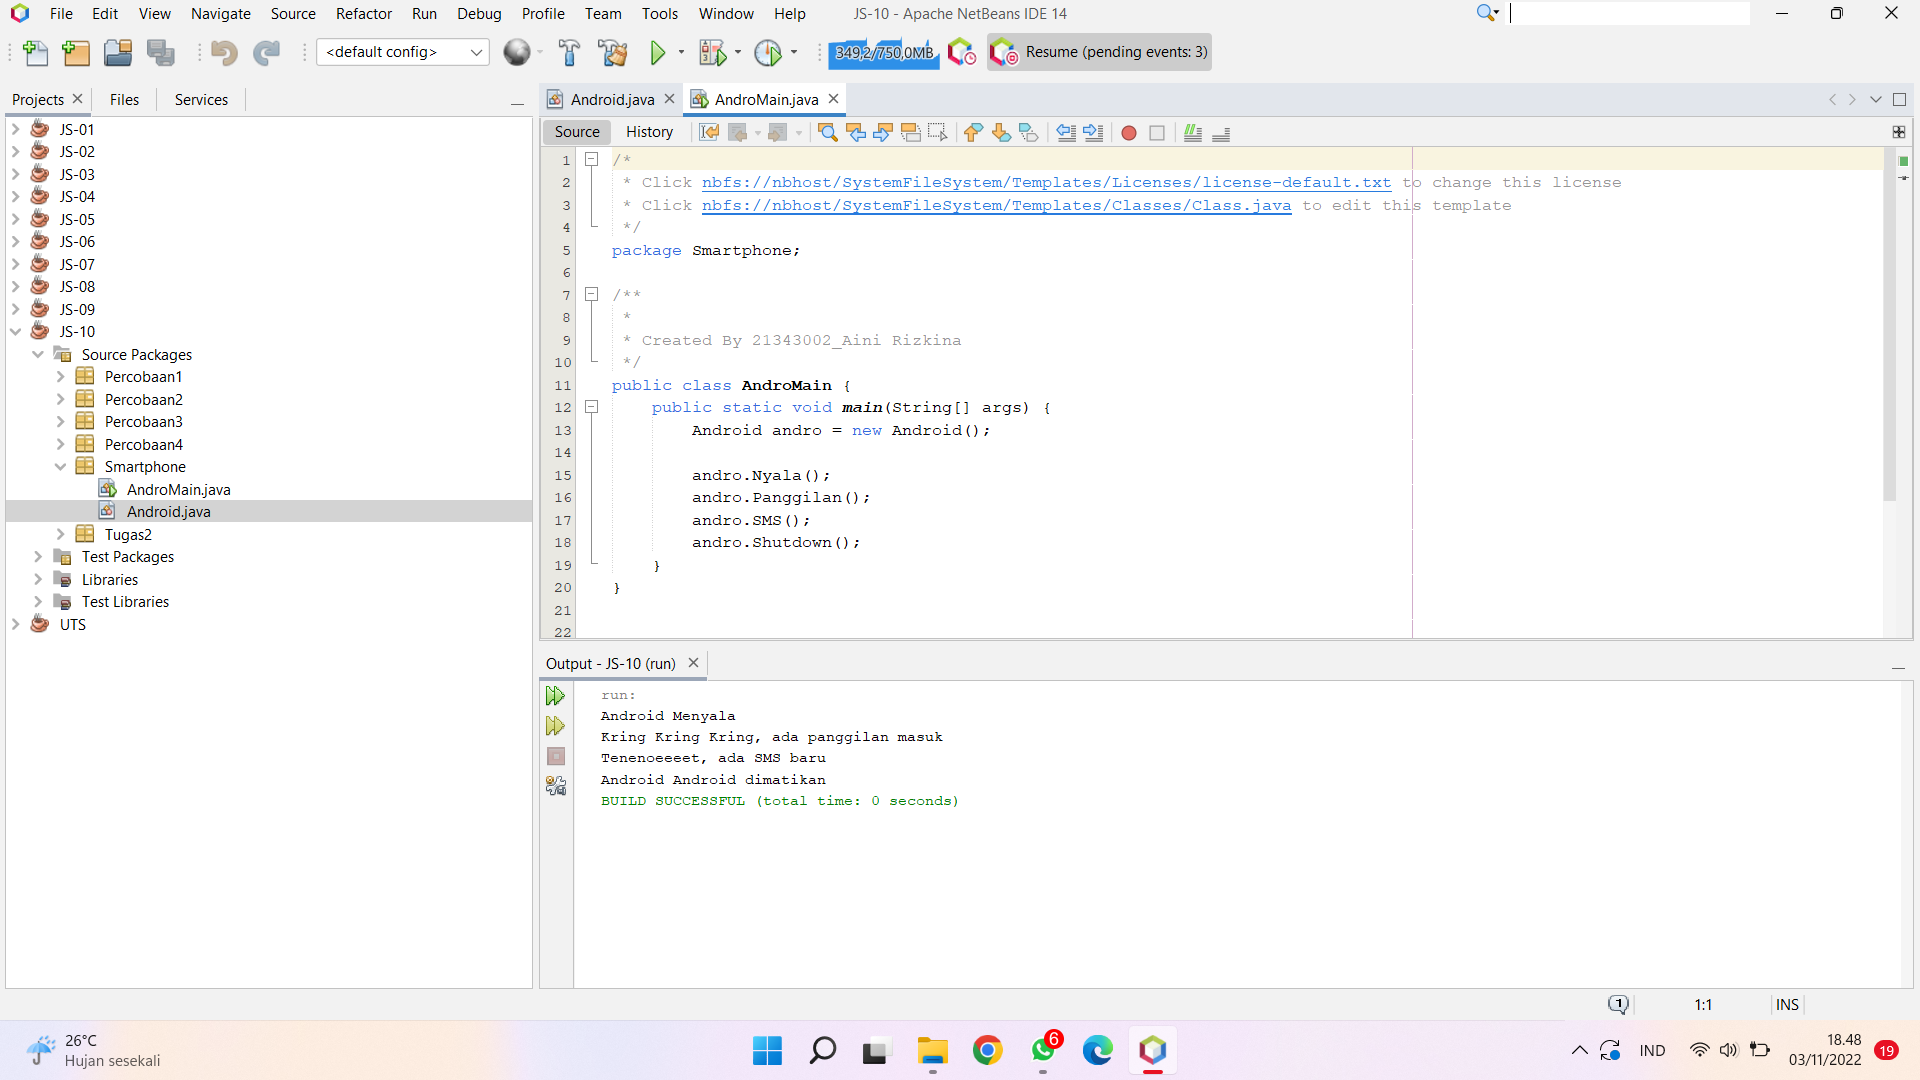 File Edit View Navigate Source Refactor Run Debug Profile Team Tools Window Help JS-10 - Apache NetBeans IDE 14
<default config> 349,2/750,0MB Resume (pending events: 3)
Projects Files Services
JS-01
JS-02
JS-03
JS-04
JS-05
JS-06
JS-07
JS-08
JS-09
JS-10
Source Packages
Percobaan1
Percobaan2
Percobaan3
Percobaan4
Smartphone
AndroMain.java
Android.java
Tugas2
Test Packages
Libraries
Test Libraries
UTS
Android.java AndroMain.java
Source History
1 /*
2 * Click nbfs://nbhost/SystemFileSystem/Templates/Licenses/license-default.txt to change this license
3 * Click nbfs://nbhost/SystemFileSystem/Templates/Classes/Class.java to edit this template
4 */
5 package Smartphone;
6
7 /**
8 *
9 * Created By 21343002_Aini Rizkina
10 */
11 public class AndroMain {
12 public static void main(String[] args) {
13 Android andro = new Android();
14
15 andro.Nyala();
16 andro.Panggilan();
17 andro.SMS();
18 andro.Shutdown();
19 }
20 }
21
22
Output - JS-10 (run)
run:
Android Menyala
Kring Kring Kring, ada panggilan masuk
Tenenoeeeet, ada SMS baru
Android Android dimatikan
BUILD SUCCESSFUL (total time: 0 seconds)
1 1:1 INS
26°C
Hujan sesekali
6
IND
18.48
03/11/2022
19